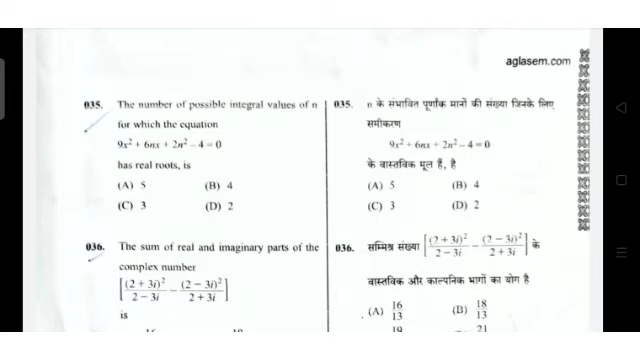 aglasem.com
035. The number of possible integral values of n
for which the equation
9x² + 6nx + 2n² – 4 = 0
has real roots, is
(A) 5 (B) 4
(C) 3 (D) 2
036. The sum of real and imaginary parts of the
complex number
[(2 + 3i)²/(2 – 3i) – (2 – 3i)²/(2 + 3i)]
is
035. n के संभावित पूर्णांक मानों की संख्या जिनके लिए
समीकरण
9x² + 6nx + 2n² – 4 = 0
के वास्तविक मूल हैं, है
(A) 5 (B) 4
(C) 3 (D) 2
036. सम्मिश्र संख्या [(2 + 3i)²/(2 – 3i) – (2 – 3i)²/(2 + 3i)] के
वास्तविक और काल्पनिक भागों का योग है
(A) 16/13 (B) 18/13